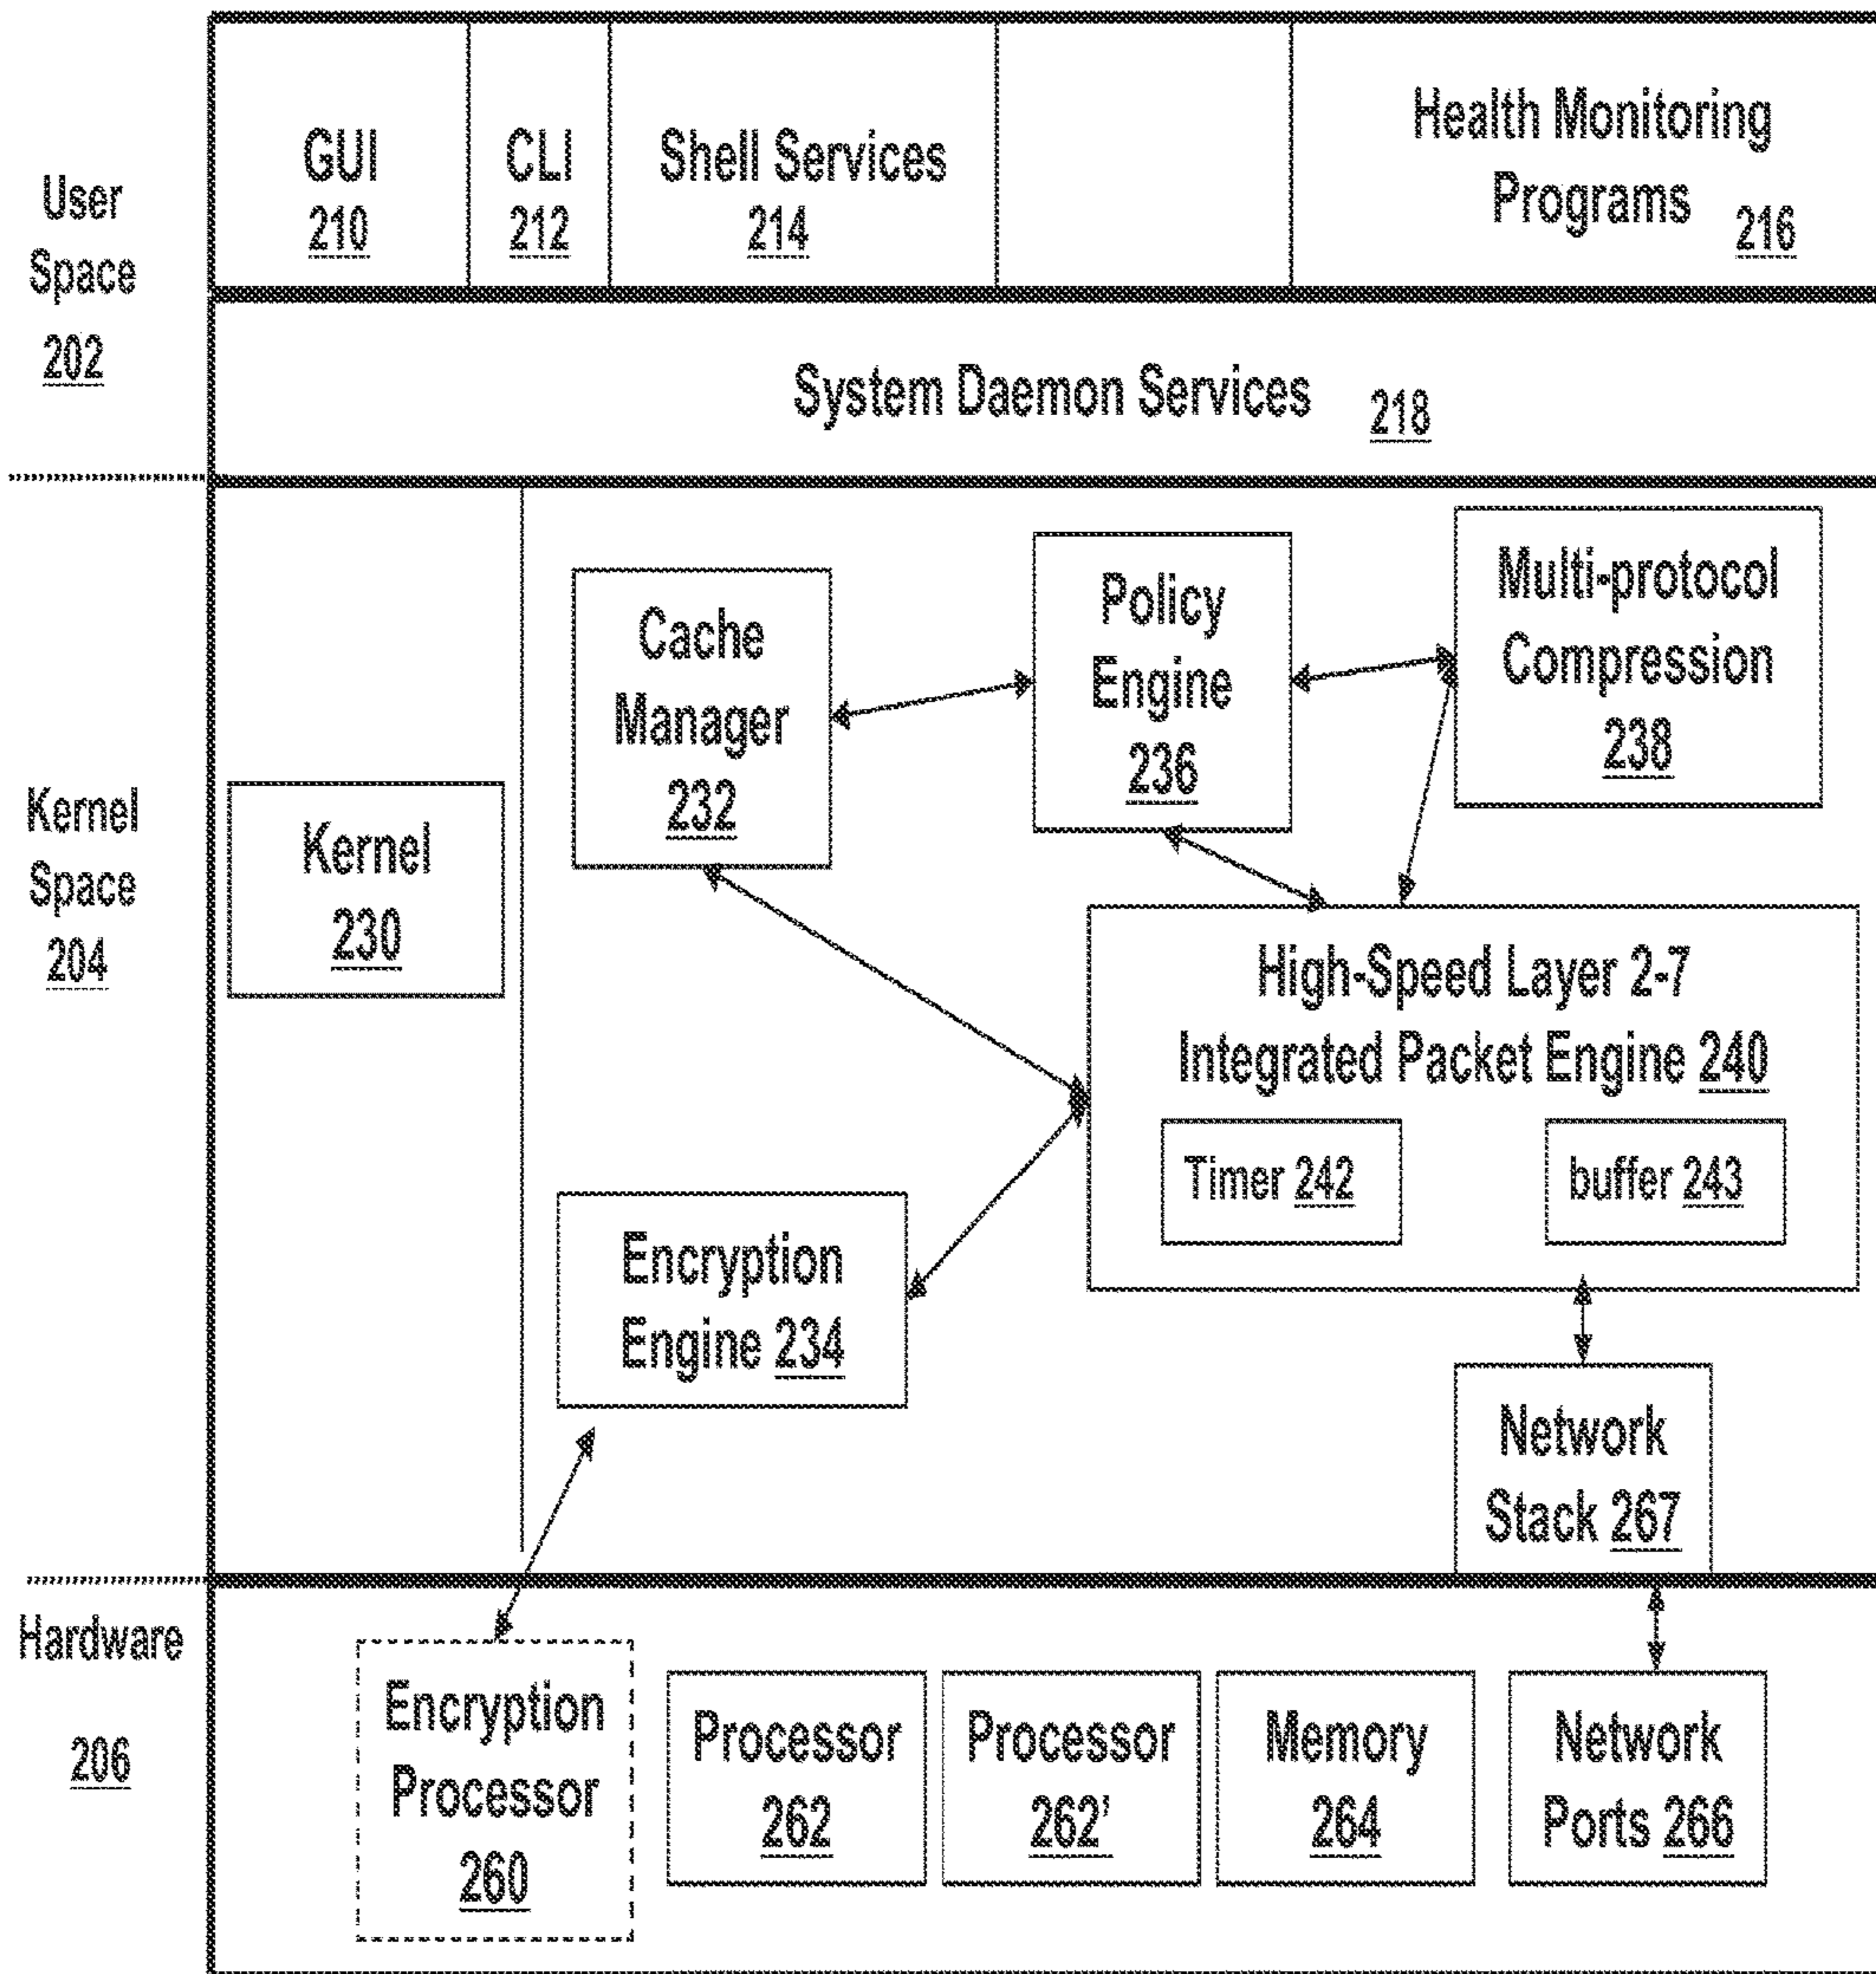 User
Space
202
GUI
210
CLI
212
Shell Services
214
Health Monitoring
Programs 216
System Daemon Services 218
Kernel
Space
204
Kernel
230
Cache
Manager
232
Policy
Engine
236
Multi-protocol
Compression
238
High-Speed Layer 2-7
Integrated Packet Engine 240
Timer 242
buffer 243
Encryption
Engine 234
Network
Stack 267
Hardware
206
Encryption
Processor
260
Processor
262
Processor
262'
Memory
264
Network
Ports 266